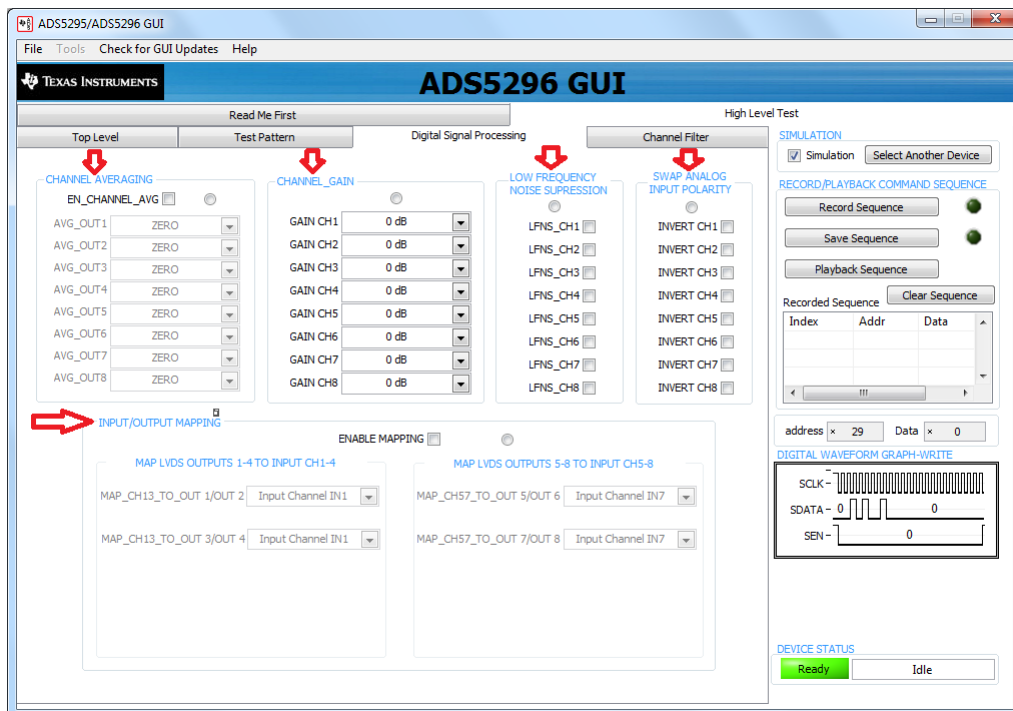 ADS5295/ADS5296 GUI
File Tools Check for GUI Updates Help
TEXAS INSTRUMENTS
ADS5296 GUI
Read Me First
High Level Test
Top Level
Test Pattern
Digital Signal Processing
Channel Filter
CHANNEL AVERAGING
EN_CHANNEL_AVG
AVG_OUT1 ZERO
AVG_OUT2 ZERO
AVG_OUT3 ZERO
AVG_OUT4 ZERO
AVG_OUT5 ZERO
AVG_OUT6 ZERO
AVG_OUT7 ZERO
AVG_OUT8 ZERO
CHANNEL_GAIN
GAIN CH1 0 dB
GAIN CH2 0 dB
GAIN CH3 0 dB
GAIN CH4 0 dB
GAIN CH5 0 dB
GAIN CH6 0 dB
GAIN CH7 0 dB
GAIN CH8 0 dB
LOW FREQUENCY
NOISE SUPRESSION
LFNS_CH1
LFNS_CH2
LFNS_CH3
LFNS_CH4
LFNS_CH5
LFNS_CH6
LFNS_CH7
LFNS_CH8
SWAP ANALOG
INPUT POLARITY
INVERT CH1
INVERT CH2
INVERT CH3
INVERT CH4
INVERT CH5
INVERT CH6
INVERT CH7
INVERT CH8
INPUT/OUTPUT MAPPING
ENABLE MAPPING
MAP LVDS OUTPUTS 1-4 TO INPUT CH1-4
MAP_CH13_TO_OUT 1/OUT 2 Input Channel IN1
MAP_CH13_TO_OUT 3/OUT 4 Input Channel IN1
MAP LVDS OUTPUTS 5-8 TO INPUT CH5-8
MAP_CH57_TO_OUT 5/OUT 6 Input Channel IN7
MAP_CH57_TO_OUT 7/OUT 8 Input Channel IN7
SIMULATION
Simulation Select Another Device
RECORD/PLAYBACK COMMAND SEQUENCE
Record Sequence
Save Sequence
Playback Sequence
Recorded Sequence Clear Sequence
Index Addr Data
address x 29 Data x 0
DIGITAL WAVEFORM GRAPH-WRITE
SCLK
SDATA 0 0
SEN 0
DEVICE STATUS
Ready Idle